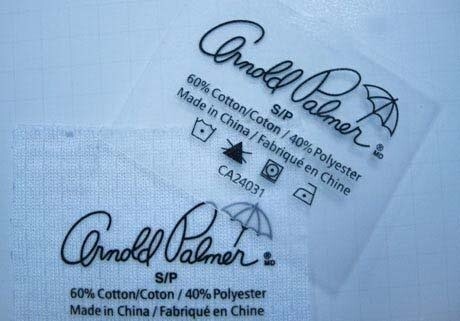 Arnold Palmer MD
S/P
60% Cotton/Coton / 40% Polyester
Made in China / Fabriqué en Chine
CA24031
Arnold Palmer MD
S/P
60% Cotton/Coton / 40% Polyester
Made in China / Fabriqué en Chine